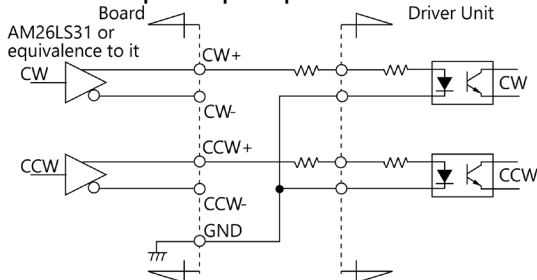 Board
Driver Unit
AM26LS31 or
equivalence to it
CW
CW+
CW
CW-
CCW
CCW+
CCW
CCW-
GND